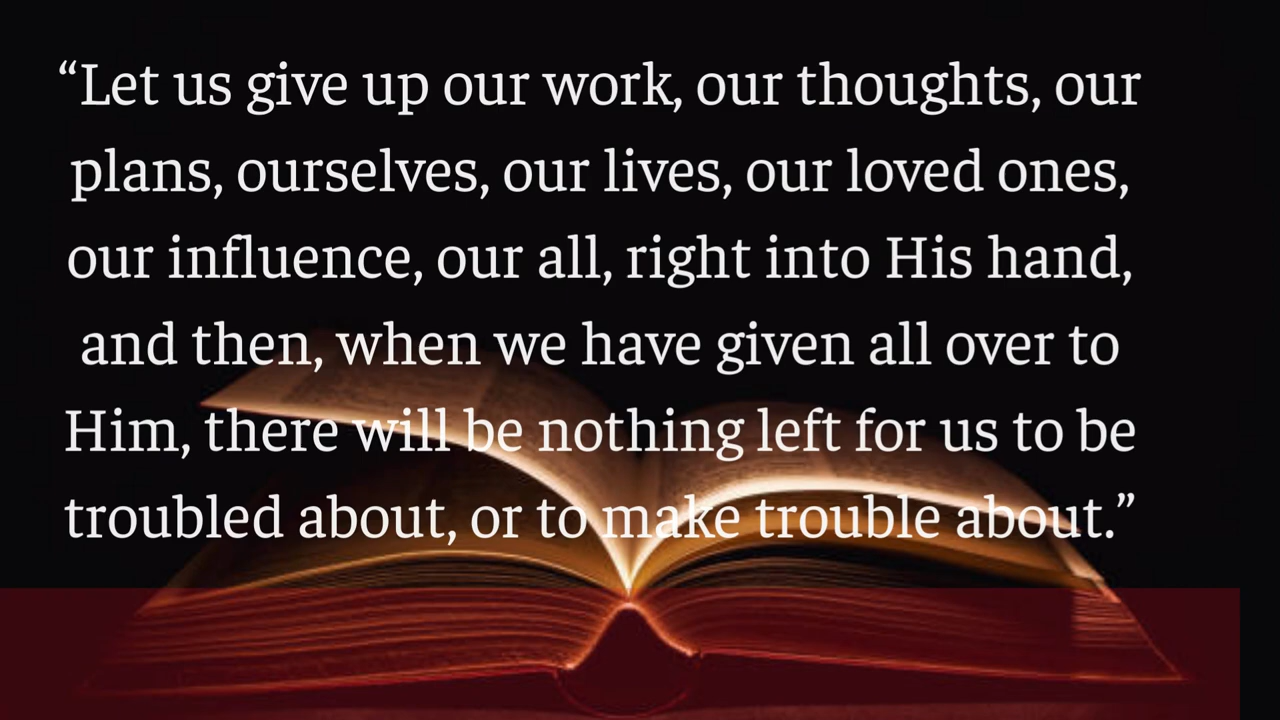 “Let us give up our work, our thoughts, our
plans, ourselves, our lives, our loved ones,
our influence, our all, right into His hand,
and then, when we have given all over to
Him, there will be nothing left for us to be
troubled about, or to make trouble about.”